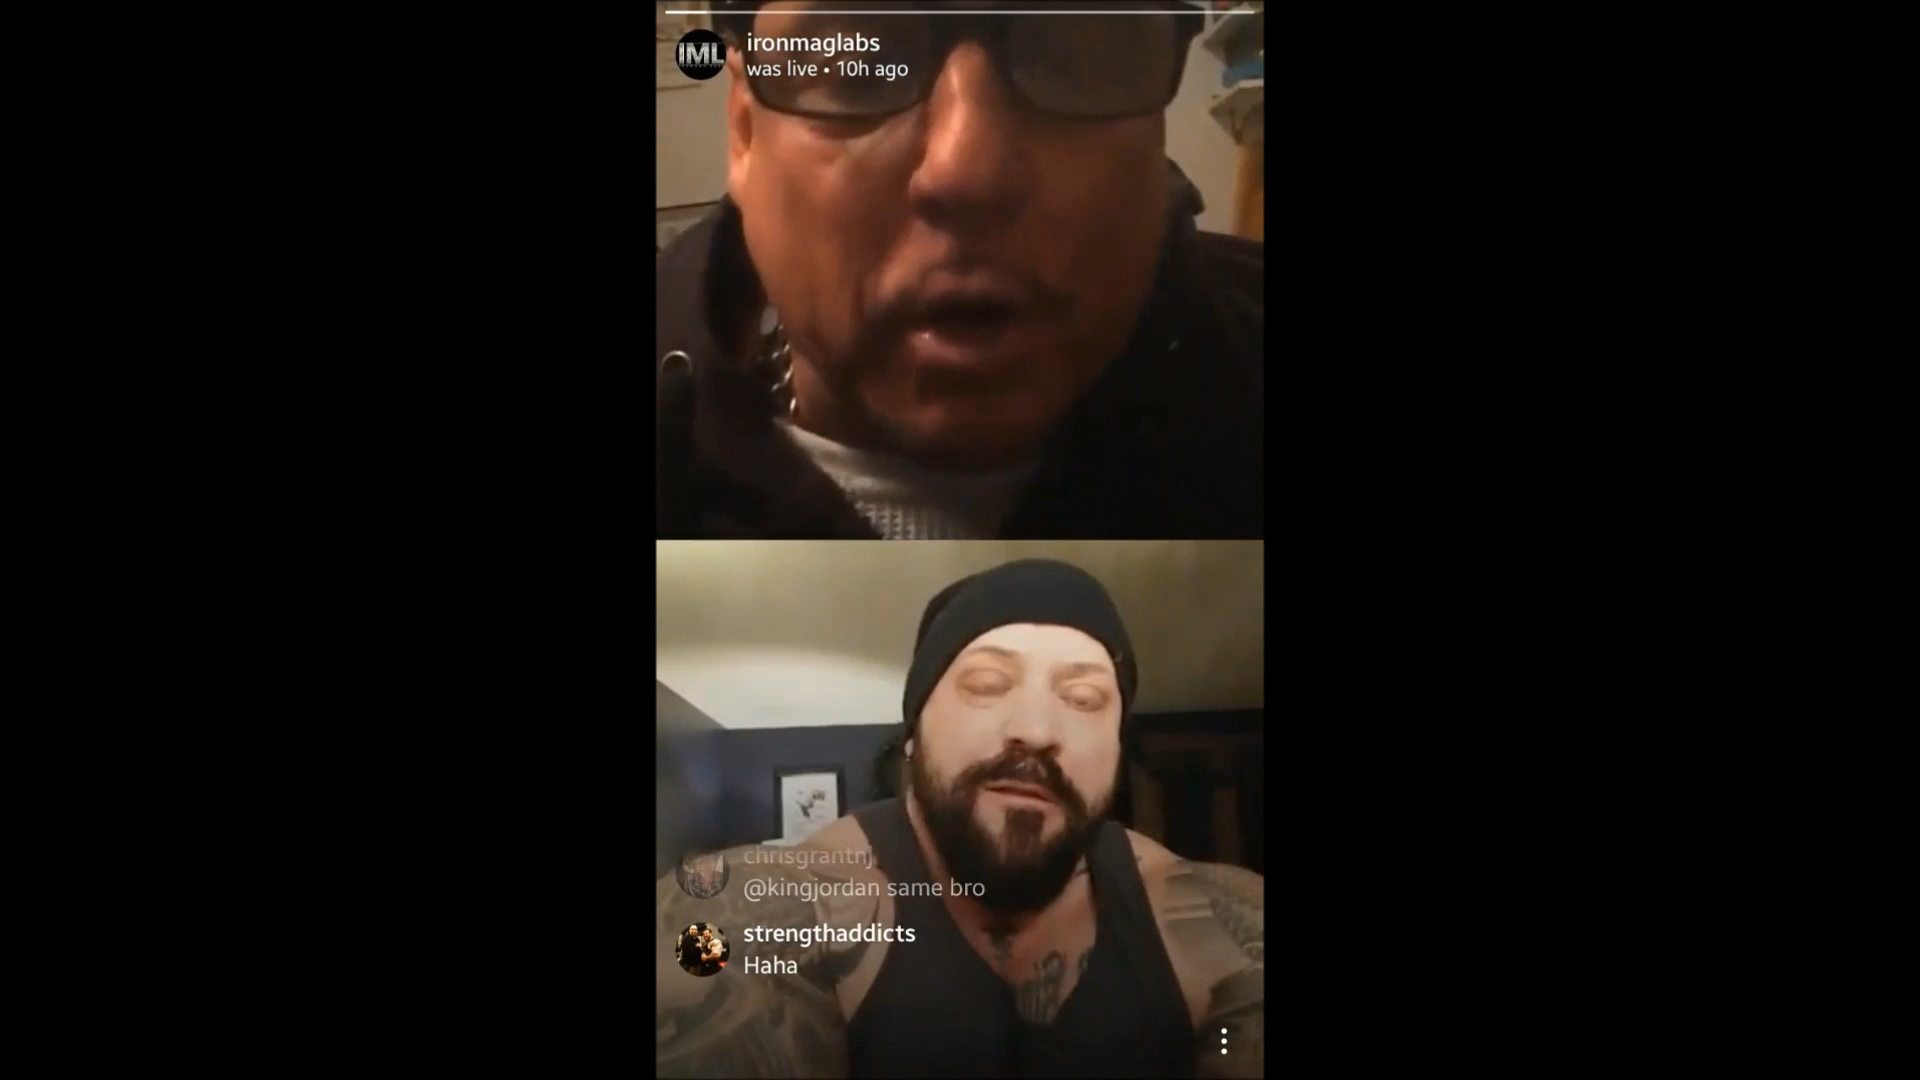 IML
ironmaglabs
was live • 10h ago
chrisgrantnj
@kingjordan same bro
strengthaddicts
Haha